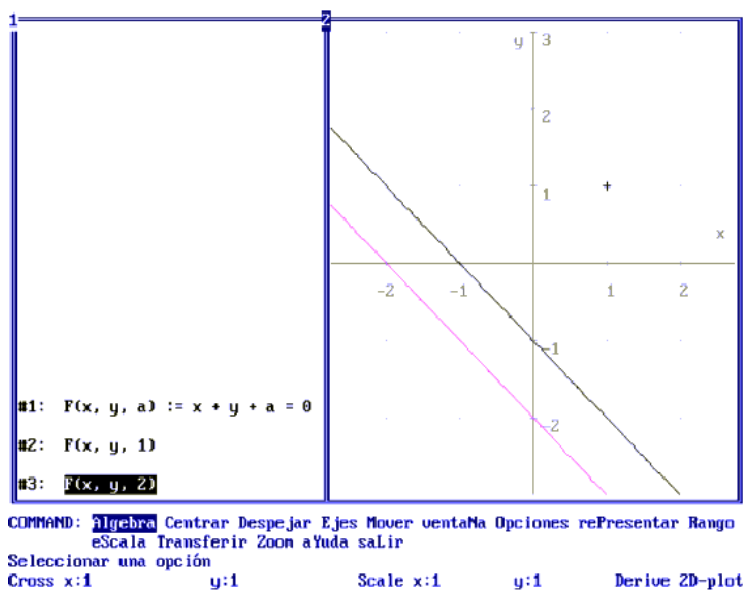 1
2
y 3
2
1
x
-2 -1 1 2
-1
-2
#1: F(x, y, a) := x + y + a = 0
#2: F(x, y, 1)
#3: F(x, y, 2)
COMMAND: Algebra Centrar Despejar Ejes Mover ventaNa Opciones rePresentar Rango
eScala Transferir Zoom aYuda saLir
Seleccionar una opción
Cross x:1 y:1 Scale x:1 y:1 Derive 2D-plot